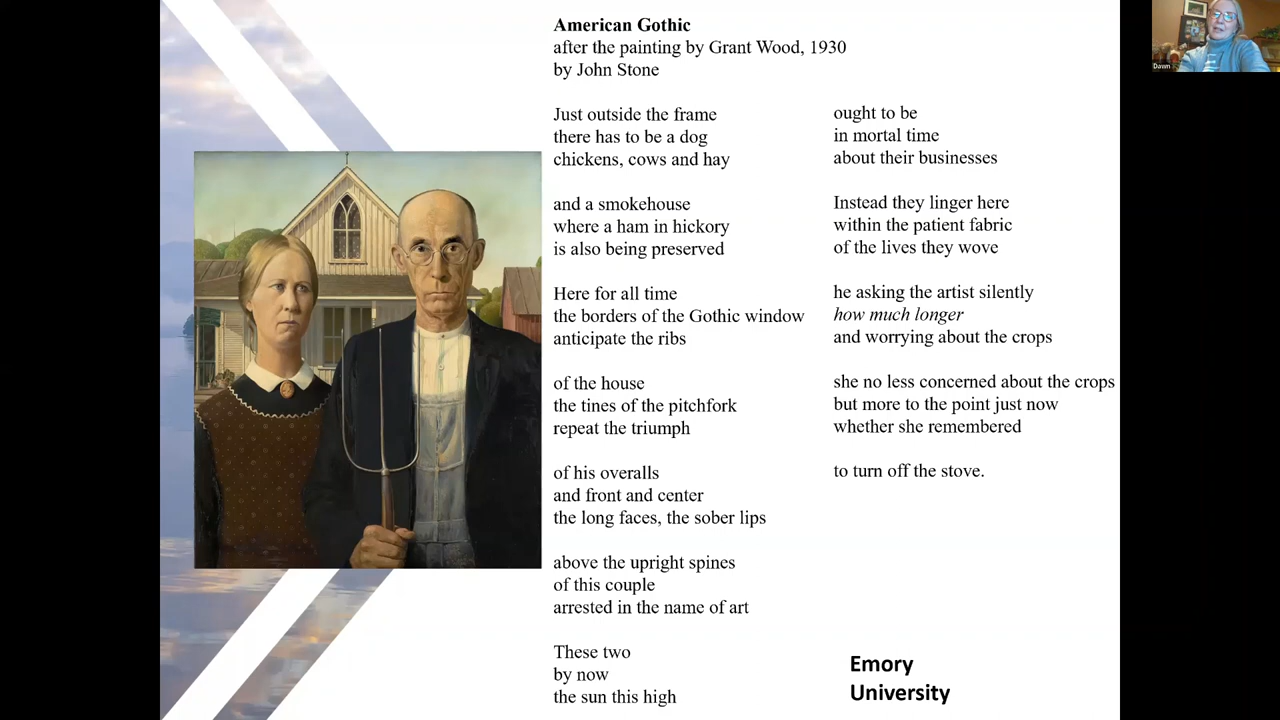 American Gothic
after the painting by Grant Wood, 1930
by John Stone
Just outside the frame
there has to be a dog
chickens, cows and hay
and a smokehouse
where a ham in hickory
is also being preserved
Here for all time
the borders of the Gothic window
anticipate the ribs
of the house
the tines of the pitchfork
repeat the triumph
of his overalls
and front and center
the long faces, the sober lips
above the upright spines
of this couple
arrested in the name of art
These two
by now
the sun this high
ought to be
in mortal time
about their businesses
Instead they linger here
within the patient fabric
of the lives they wove
he asking the artist silently
how much longer
and worrying about the crops
she no less concerned about the crops
but more to the point just now
whether she remembered
to turn off the stove.
Emory
University
Dawn